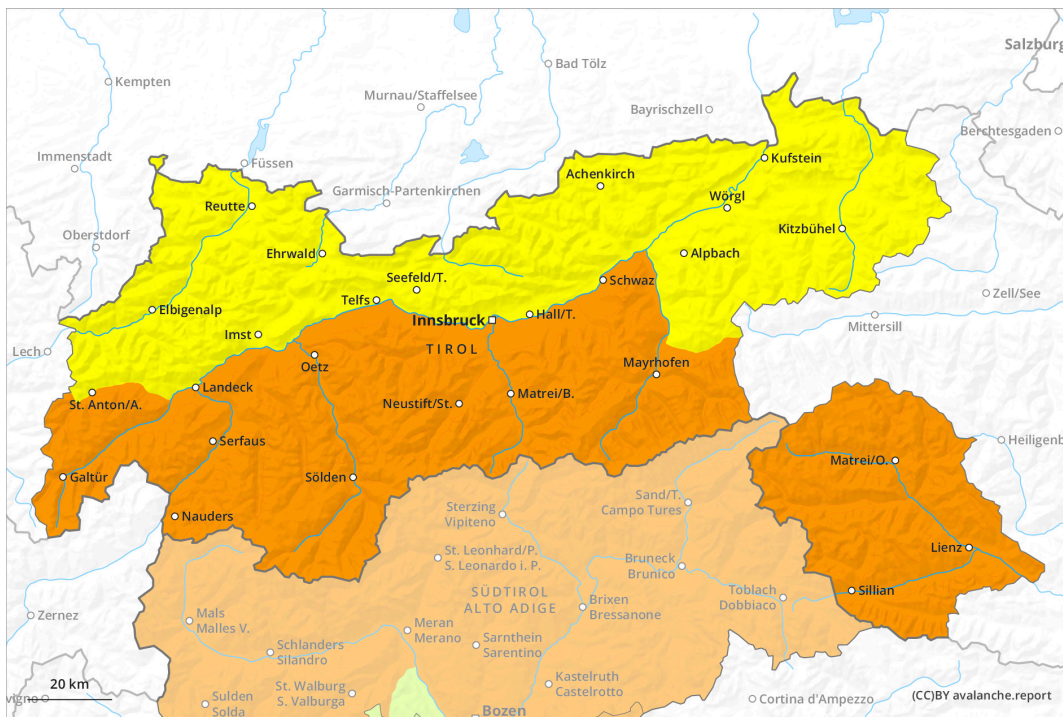 Salzburg
Kempten
Bad Tölz
Murnau/Staffelsee
Bayrischzell
Berchtesgaden
Immenstadt
Füssen
Kufstein
Achenkirch
Garmisch-Partenkirchen
Reutte
Wörgl
Oberstdorf
Kitzbühel
Ehrwald
Alpbach
Seefeld/T.
Schwaz
Zell/See
Telfs
Elbigenalp
Hall/T.
Innsbruck
Mittersill
Imst
Lech
TIROL
Oetz
Mayrhofen
Landeck
St. Anton/A.
Neustift/St.
Matrei/B.
Serfaus
Heiligenb
Matrei/O.
Galtür
Sölden
Sand/T.
Campo Tures
Sterzing
Vipiteno
Nauders
Lienz
St. Leonhard/P.
S. Leonardo i. P.
Bruneck
Brunico
Sillian
Toblach
Dobbiaco
SÜDTIROL
ALTO ADIGE
Brixen
Bressanone
Zernez
Mals
Malles V.
Meran
Merano
Schlanders
Silandro
Sarnthein
Sarentino
Kastelruth
Castelrotto
20 km
St. Walburg
S. Valburga
vigno
Sulden
Solda
Cortina d'Ampezzo
(CC)BY avalanche.report
Bozen